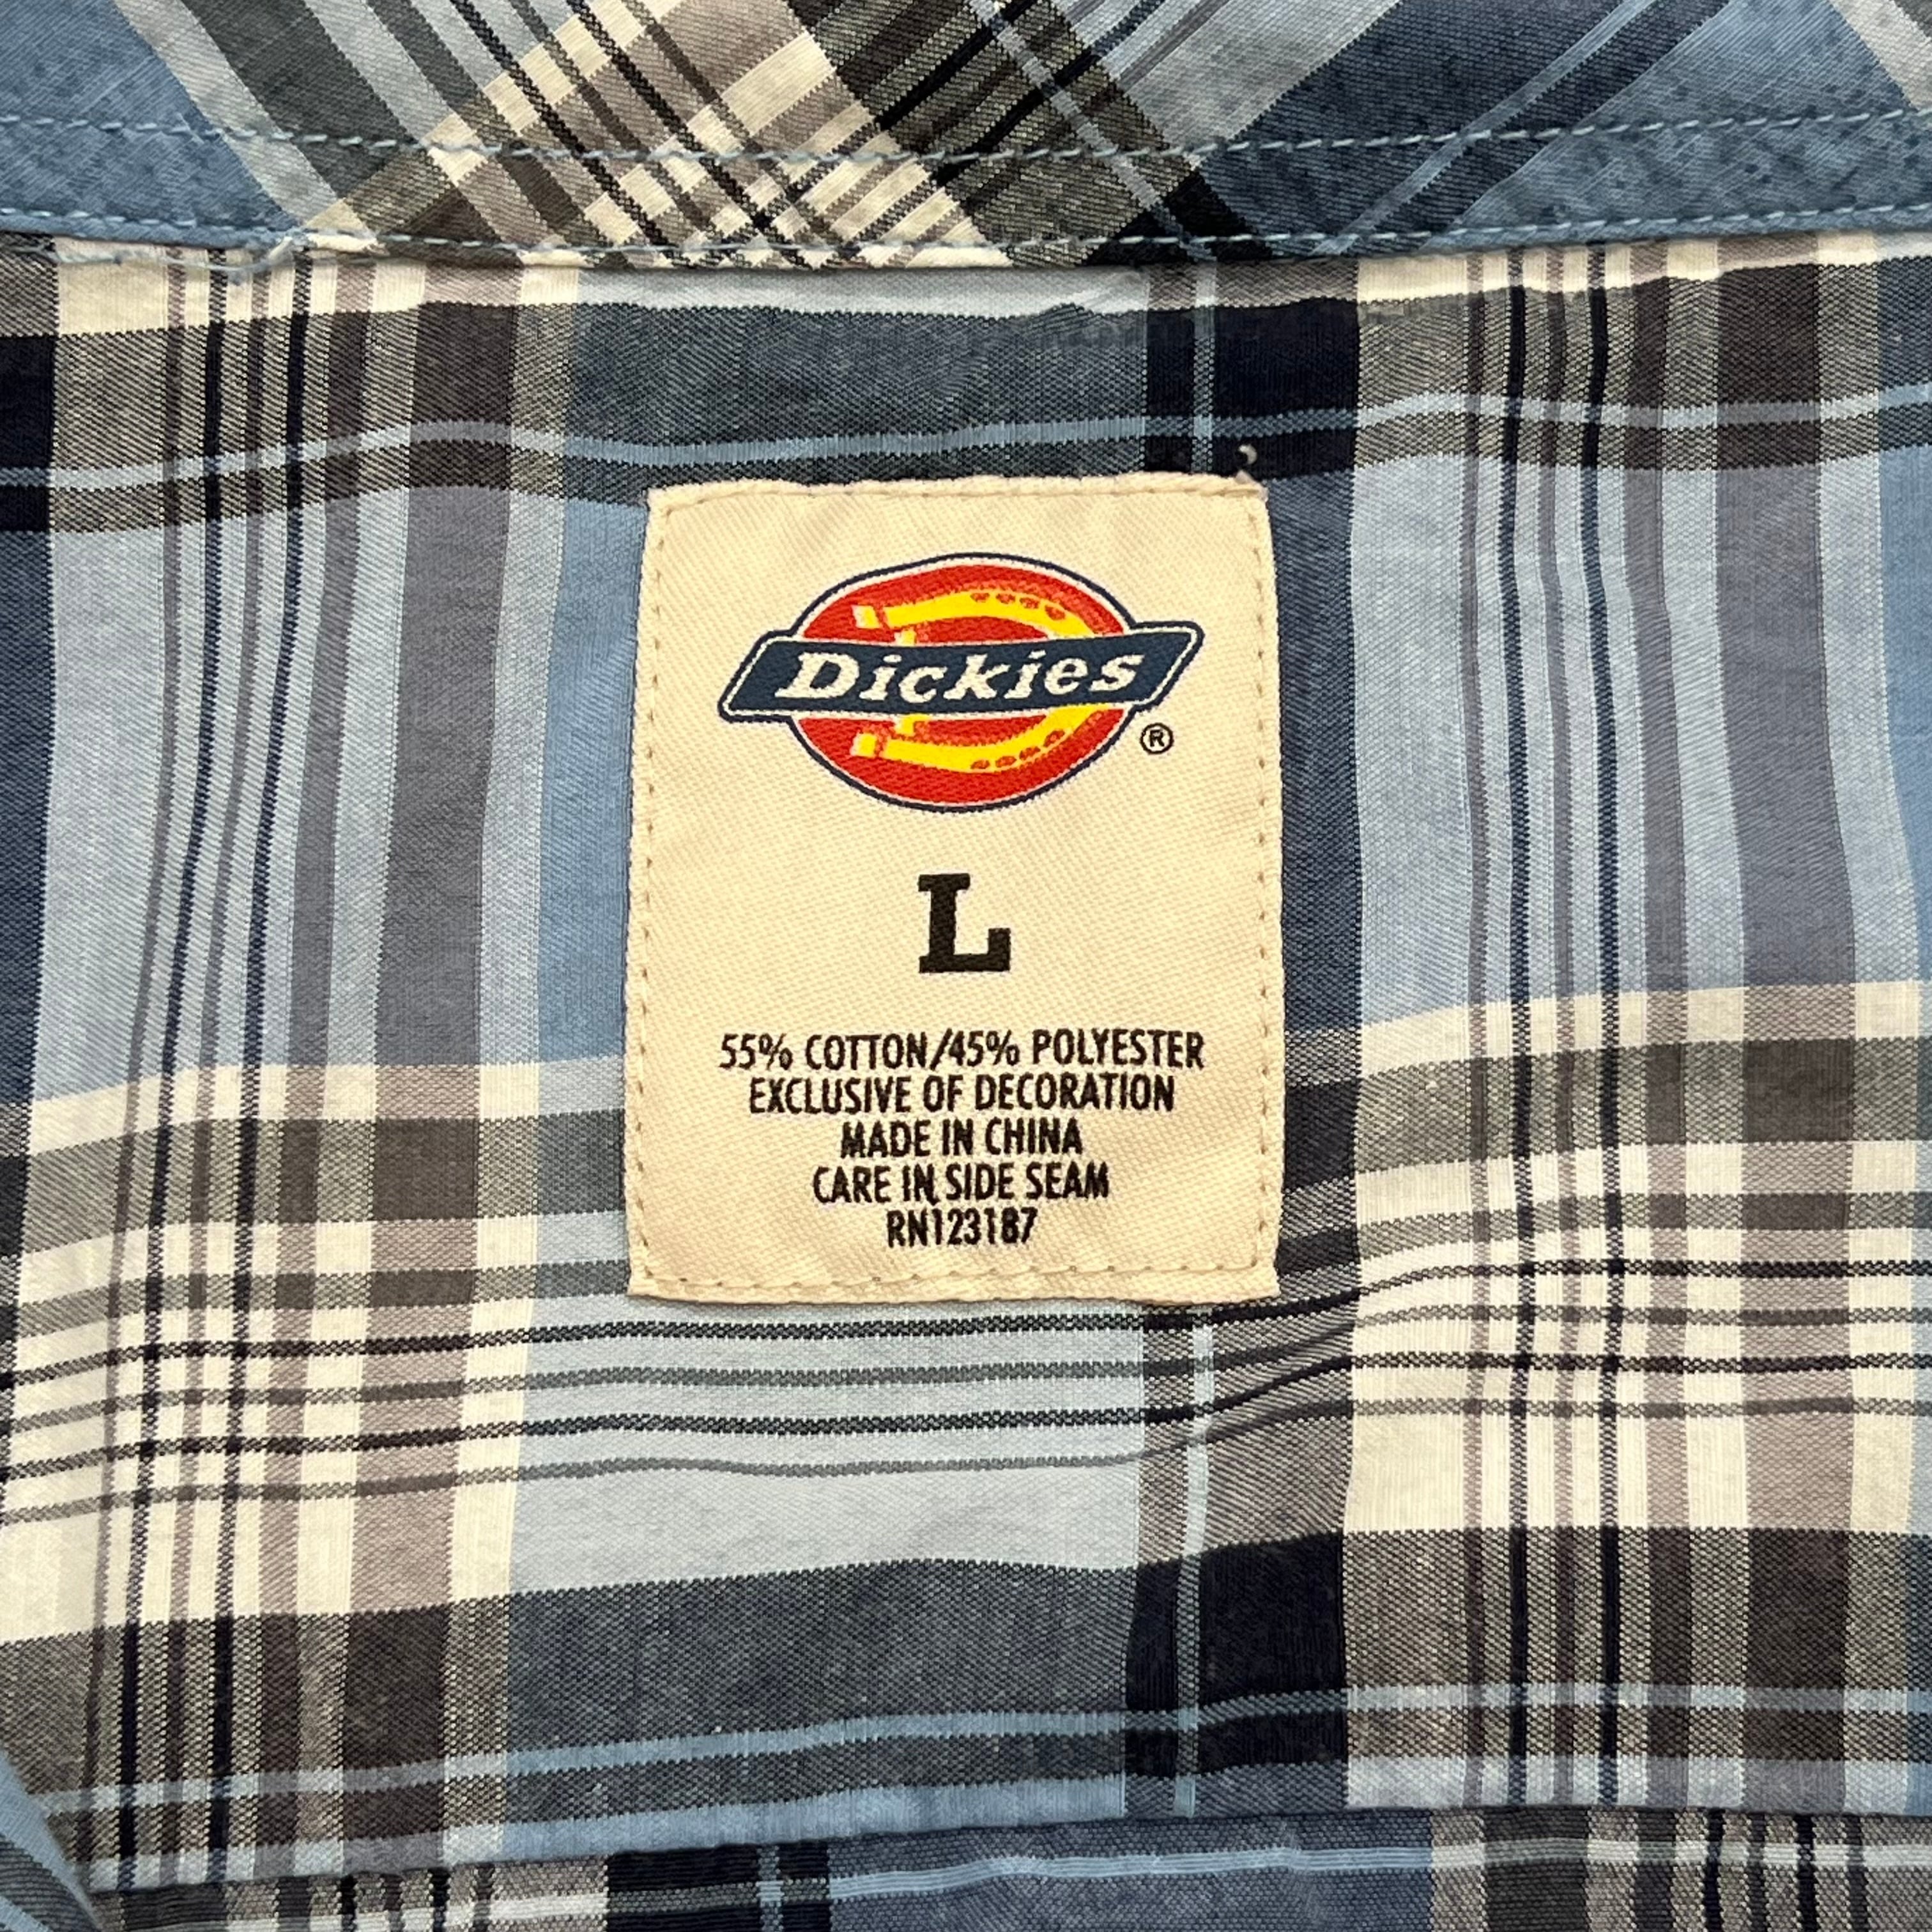 Dickies
®
L
55% COTTON/45% POLYESTER
EXCLUSIVE OF DECORATION
MADE IN CHINA
CARE IN SIDE SEAM
RN123187